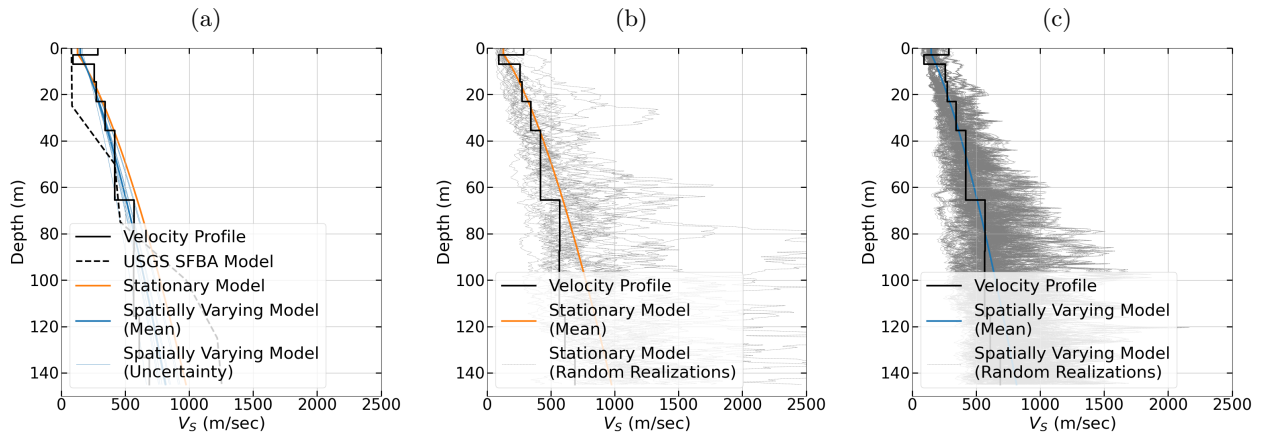 (a)
0
20
40
60
80
100
120
140
Depth (m)
0 500 1000 1500 2000 2500
V_S (m/sec)
Velocity Profile
USGS SFBA Model
Stationary Model
Spatially Varying Model
(Mean)
Spatially Varying Model
(Uncertainty)
(b)
0
20
40
60
80
100
120
140
Depth (m)
0 500 1000 1500 2000 2500
V_S (m/sec)
Velocity Profile
Stationary Model
(Mean)
Stationary Model
(Random Realizations)
(c)
0
20
40
60
80
100
120
140
Depth (m)
0 500 1000 1500 2000 2500
V_S (m/sec)
Velocity Profile
Spatially Varying Model
(Mean)
Spatially Varying Model
(Random Realizations)